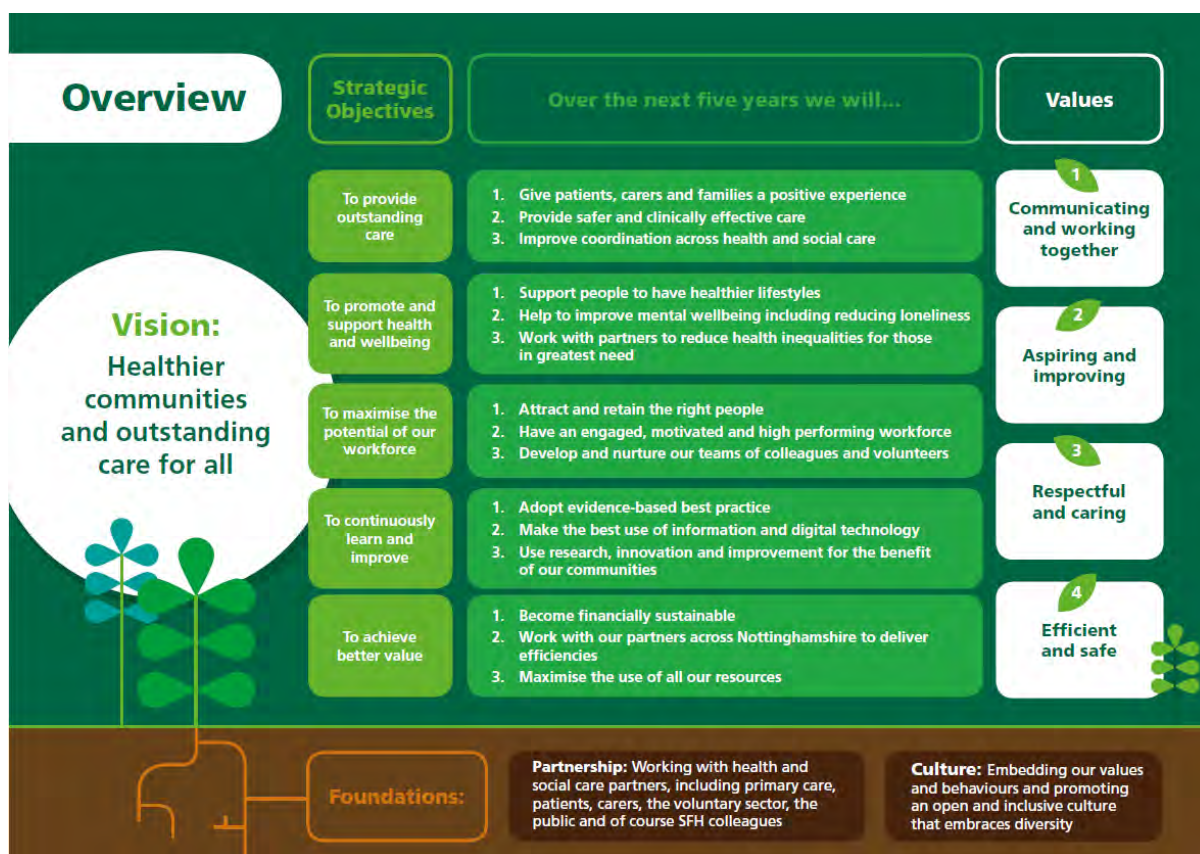 Overview
Strategic
Objectives
Over the next five years we will...
Values
Vision:
Healthier
communities
and outstanding
care for all
To provide
outstanding
care
1. Give patients, carers and families a positive experience
2. Provide safer and clinically effective care
3. Improve coordination across health and social care
To promote and
support health
and wellbeing
1. Support people to have healthier lifestyles
2. Help to improve mental wellbeing including reducing loneliness
3. Work with partners to reduce health inequalities for those
in greatest need
To maximise the
potential of our
workforce
1. Attract and retain the right people
2. Have an engaged, motivated and high performing workforce
3. Develop and nurture our teams of colleagues and volunteers
To continuously
learn and
improve
1. Adopt evidence-based best practice
2. Make the best use of information and digital technology
3. Use research, innovation and improvement for the benefit
of our communities
To achieve
better value
1. Become financially sustainable
2. Work with our partners across Nottinghamshire to deliver
efficiencies
3. Maximise the use of all our resources
1
Communicating
and working
together
2
Aspiring and
improving
3
Respectful
and caring
4
Efficient
and safe
Foundations:
Partnership: Working with health and
social care partners, including primary care,
patients, carers, the voluntary sector, the
public and of course SFH colleagues
Culture: Embedding our values
and behaviours and promoting
an open and inclusive culture
that embraces diversity